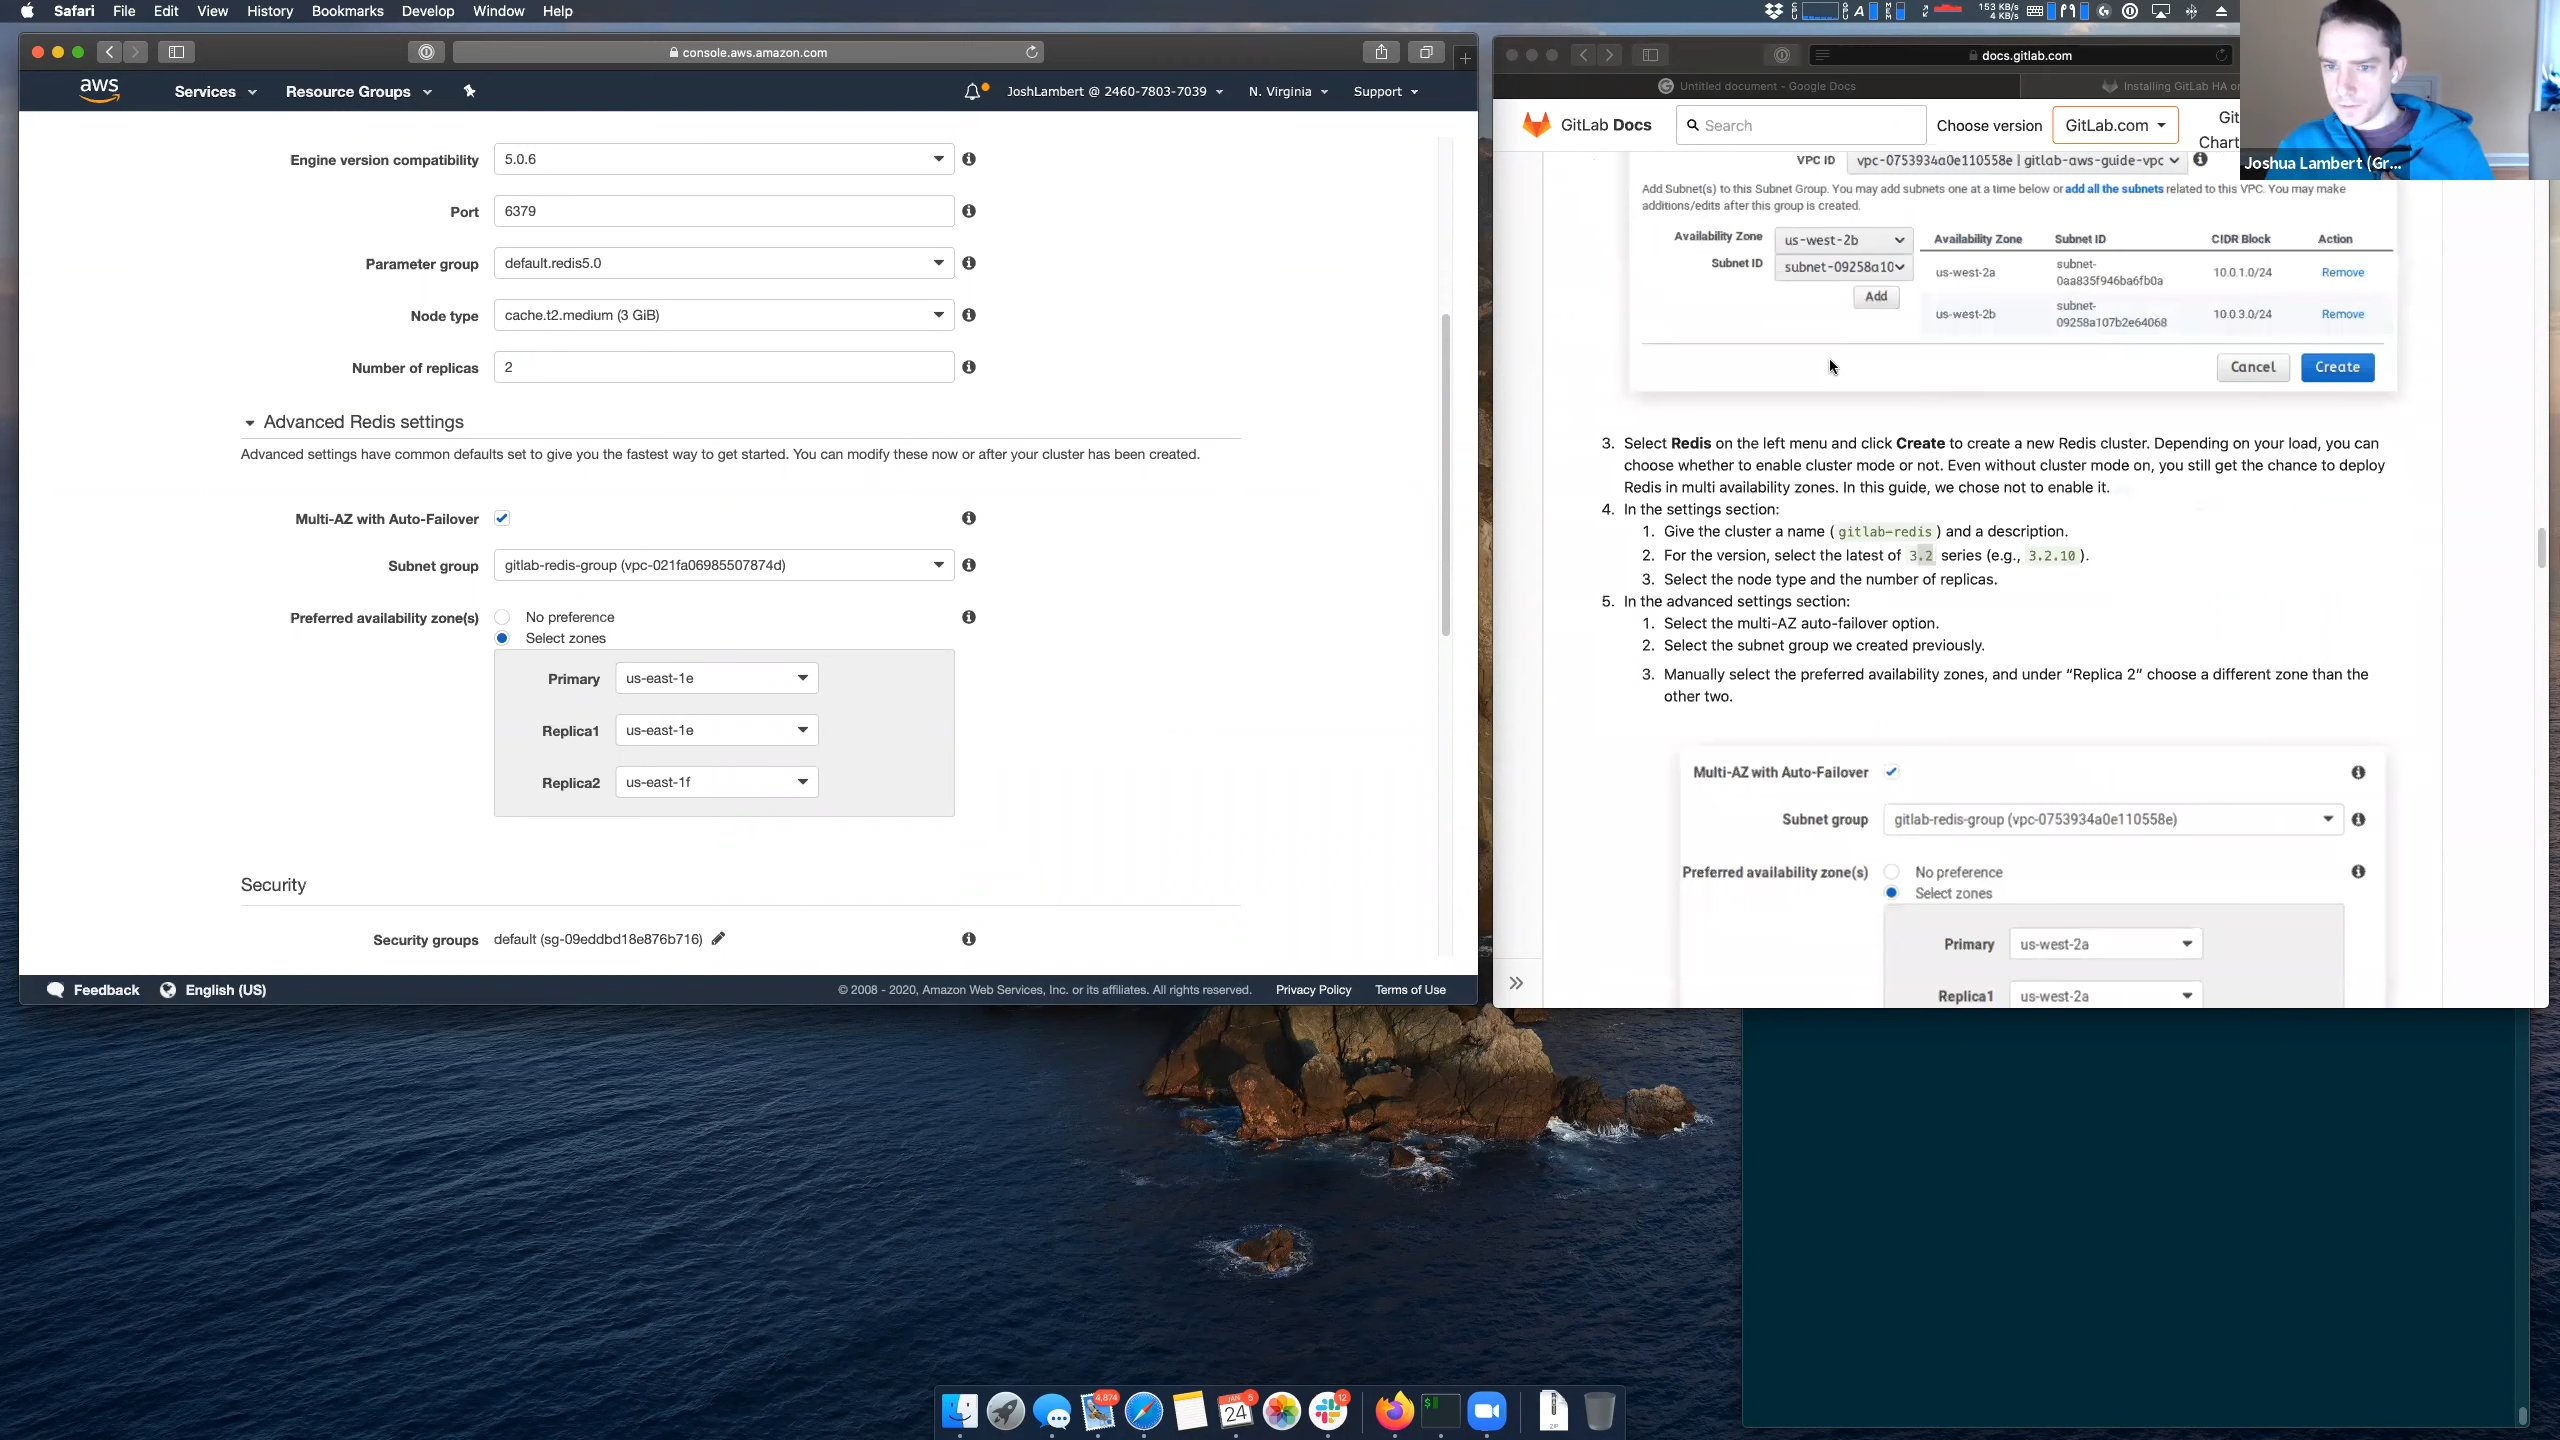 Safari File Edit View History Bookmarks Develop Window Help
153 KB/s
4 KB/s
console.aws.amazon.com
aws Services Resource Groups JoshLambert @ 2460-7803-7039 N. Virginia Support
Engine version compatibility 5.0.6
Port 6379
Parameter group default.redis5.0
Node type cache.t2.medium (3 GiB)
Number of replicas 2
Advanced Redis settings
Advanced settings have common defaults set to give you the fastest way to get started. You can modify these now or after your cluster has been created.
Multi-AZ with Auto-Failover
Subnet group gitlab-redis-group (vpc-021fa06985507874d)
Preferred availability zone(s) No preference
Select zones
Primary us-east-1e
Replica1 us-east-1e
Replica2 us-east-1f
Security
Security groups default (sg-09eddbd18e876b716)
Feedback English (US) © 2008 - 2020, Amazon Web Services, Inc. or its affiliates. All rights reserved. Privacy Policy Terms of Use
docs.gitlab.com
Untitled document - Google Docs Installing GitLab HA on
GitLab Docs Search Choose version GitLab.com Git
Chart
Joshua Lambert (Gr...
VPC ID vpc-0753934a0e110558e | gitlab-aws-guide-vpc
Add Subnet(s) to this Subnet Group. You may add subnets one at a time below or add all the subnets related to this VPC. You may make
additions/edits after this group is created.
Availability Zone us-west-2b Availability Zone Subnet ID CIDR Block Action
Subnet ID subnet-09258a10 us-west-2a subnet-
0aa835f946ba6fb0a 10.0.1.0/24 Remove
Add
us-west-2b subnet-
09258a107b2e64068 10.0.3.0/24 Remove
Cancel Create
3. Select Redis on the left menu and click Create to create a new Redis cluster. Depending on your load, you can
choose whether to enable cluster mode or not. Even without cluster mode on, you still get the chance to deploy
Redis in multi availability zones. In this guide, we chose not to enable it.
4. In the settings section:
1. Give the cluster a name ( gitlab-redis ) and a description.
2. For the version, select the latest of 3.2 series (e.g., 3.2.10 ).
3. Select the node type and the number of replicas.
5. In the advanced settings section:
1. Select the multi-AZ auto-failover option.
2. Select the subnet group we created previously.
3. Manually select the preferred availability zones, and under “Replica 2” choose a different zone than the
other two.
Multi-AZ with Auto-Failover
Subnet group gitlab-redis-group (vpc-0753934a0e110558e)
Preferred availability zone(s) No preference
Select zones
Primary us-west-2a
Replica1 us-west-2a
4,874
JAN 5
24
12
ZIP